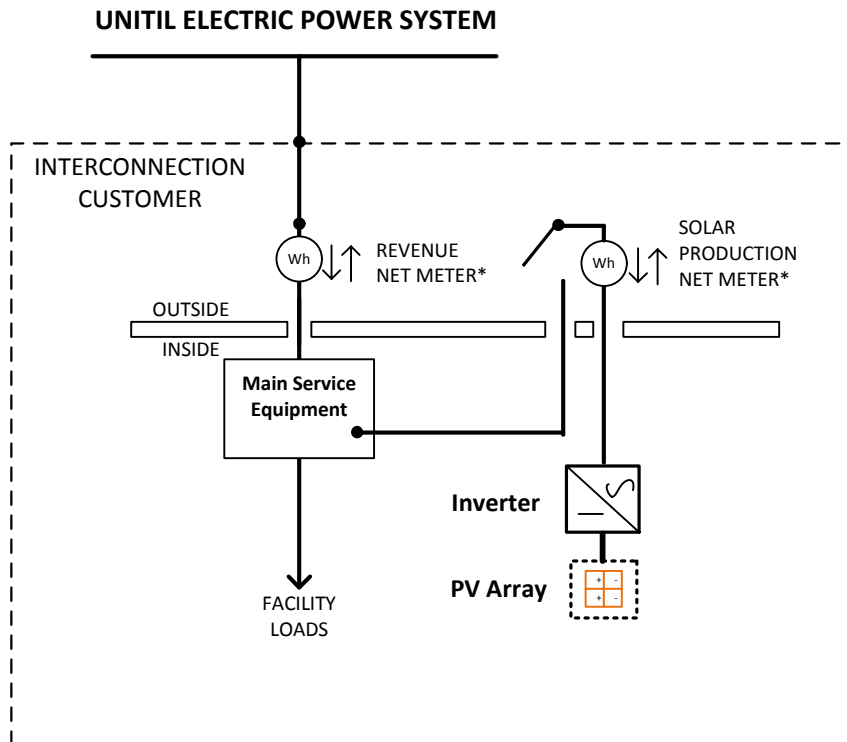 UNITIL ELECTRIC POWER SYSTEM
INTERCONNECTION
CUSTOMER
Wh
REVENUE
NET METER*
Wh
SOLAR
PRODUCTION
NET METER*
OUTSIDE
INSIDE
Main Service
Equipment
Inverter
PV Array
+ -
+ -
FACILITY
LOADS